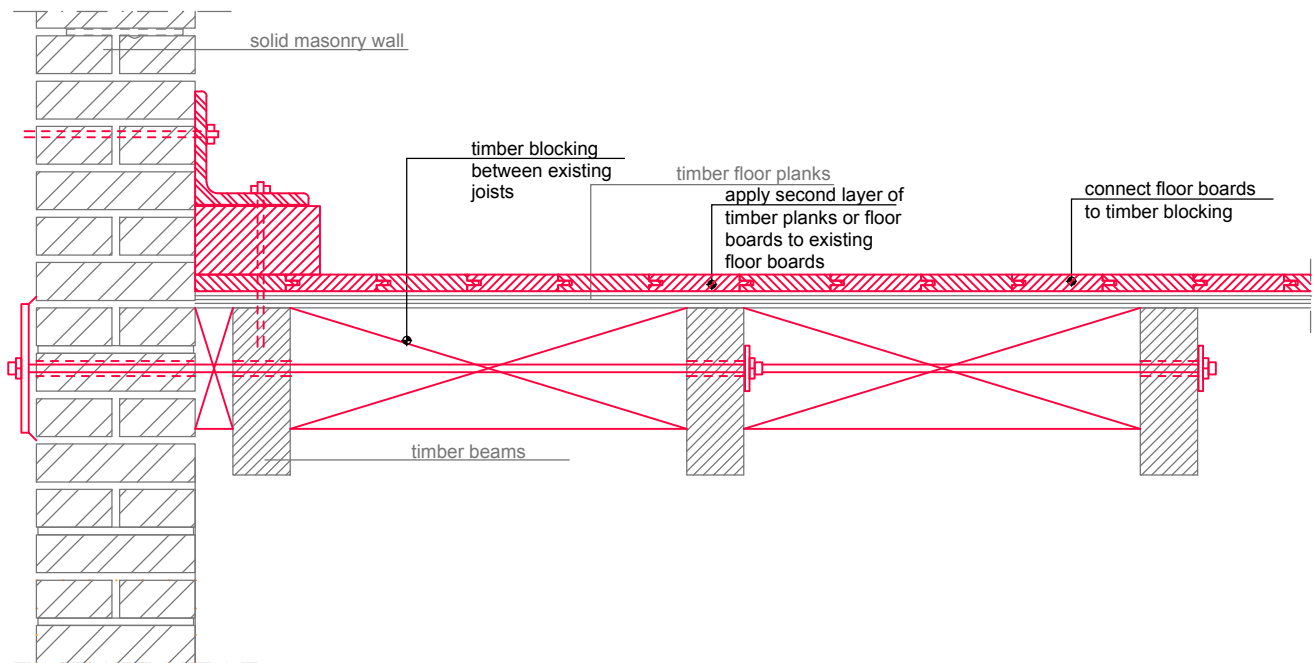 solid masonry wall
timber blocking
between existing
joists
timber floor planks
apply second layer of
timber planks or floor
boards to existing
floor boards
connect floor boards
to timber blocking
timber beams